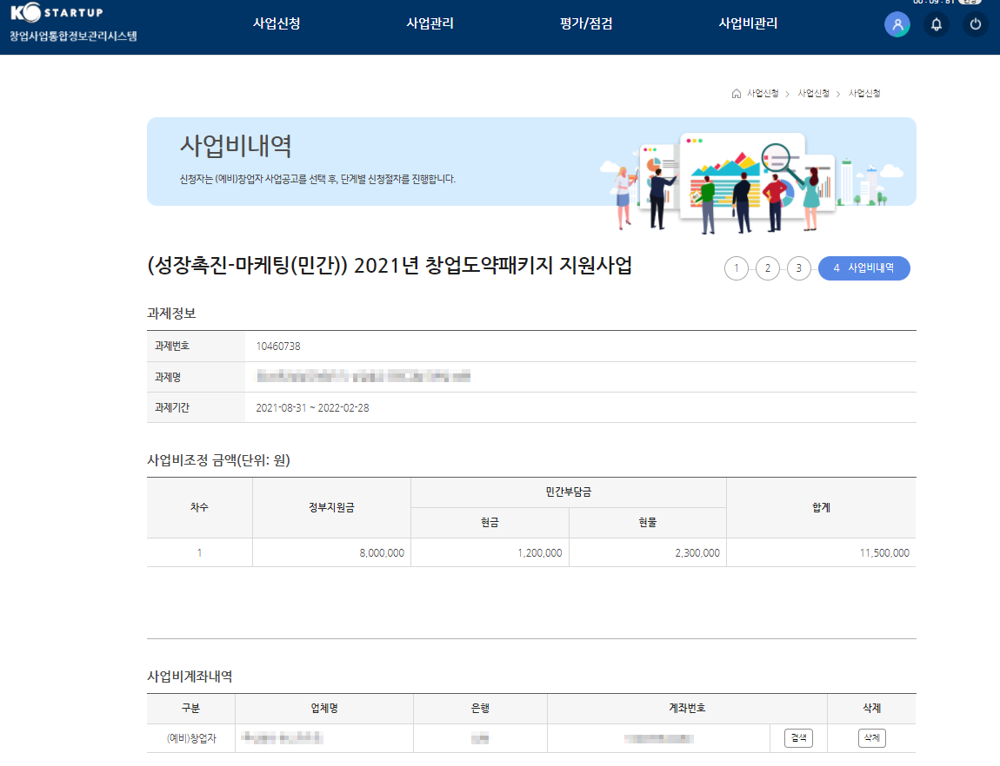 K STARTUP
창업사업통합정보관리시스템
사업신청 사업관리 평가/점검 사업비관리
사업신청 > 사업신청 > 사업신청
사업비내역
신청자는 (예비)창업자 사업공고를 선택 후, 단계별 신청절차를 진행합니다.
(성장촉진-마케팅(민간)) 2021년 창업도약패키지 지원사업
1 2 3 4 사업비내역
과제정보
과제번호 10460738
과제명
과제기간 2021-08-31 ~ 2022-02-28
사업비조정 금액(단위: 원)
차수 정부지원금 민간부담금 합계
현금 현물
1 8,000,000 1,200,000 2,300,000 11,500,000
사업비계좌내역
구분 업체명 은행 계좌번호 삭제
(예비)창업자 검색 삭제